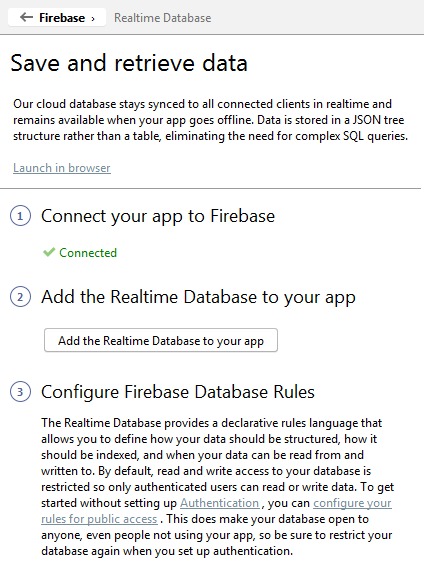 ← Firebase › Realtime Database
Save and retrieve data
Our cloud database stays synced to all connected clients in realtime and
remains available when your app goes offline. Data is stored in a JSON tree
structure rather than a table, eliminating the need for complex SQL queries.
Launch in browser
1 Connect your app to Firebase
Connected
2 Add the Realtime Database to your app
Add the Realtime Database to your app
3 Configure Firebase Database Rules
The Realtime Database provides a declarative rules language that
allows you to define how your data should be structured, how it
should be indexed, and when your data can be read from and
written to. By default, read and write access to your database is
restricted so only authenticated users can read or write data. To get
started without setting up Authentication , you can configure your
rules for public access . This does make your database open to
anyone, even people not using your app, so be sure to restrict your
database again when you set up authentication.